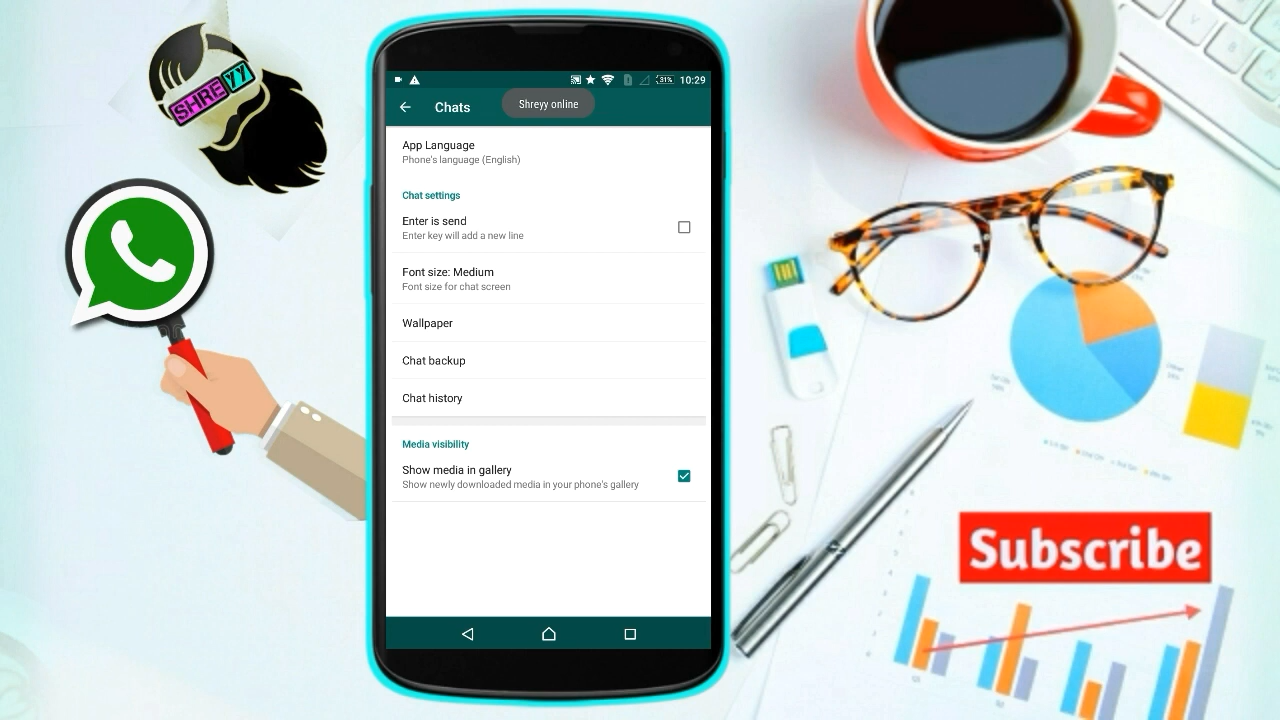 SHREYY
31% 10:29
Chats
Shreyy online
App Language
Phone's language (English)
Chat settings
Enter is send
Enter key will add a new line
Font size: Medium
Font size for chat screen
Wallpaper
Chat backup
Chat history
Media visibility
Show media in gallery
Show newly downloaded media in your phone's gallery
Subscribe